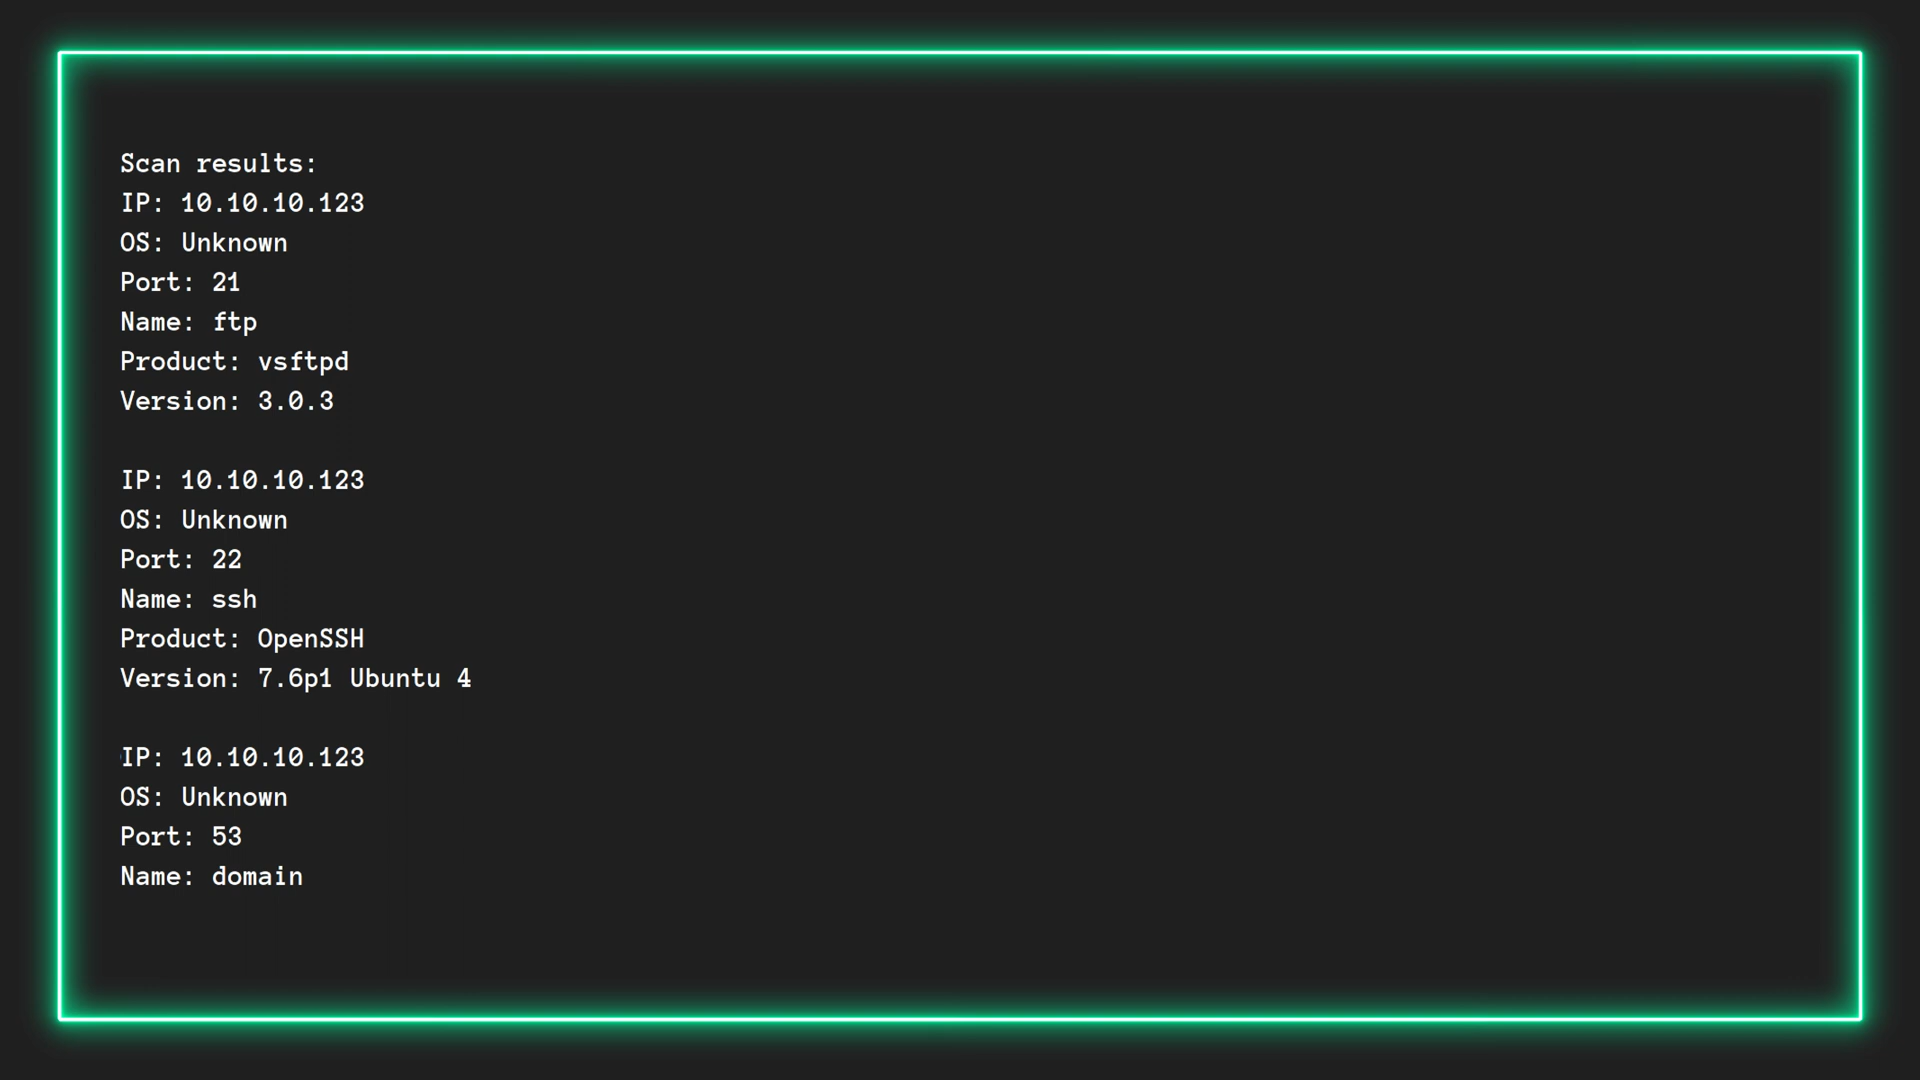 Scan results:
IP: 10.10.10.123
OS: Unknown
Port: 21
Name: ftp
Product: vsftpd
Version: 3.0.3

IP: 10.10.10.123
OS: Unknown
Port: 22
Name: ssh
Product: OpenSSH
Version: 7.6p1 Ubuntu 4

IP: 10.10.10.123
OS: Unknown
Port: 53
Name: domain